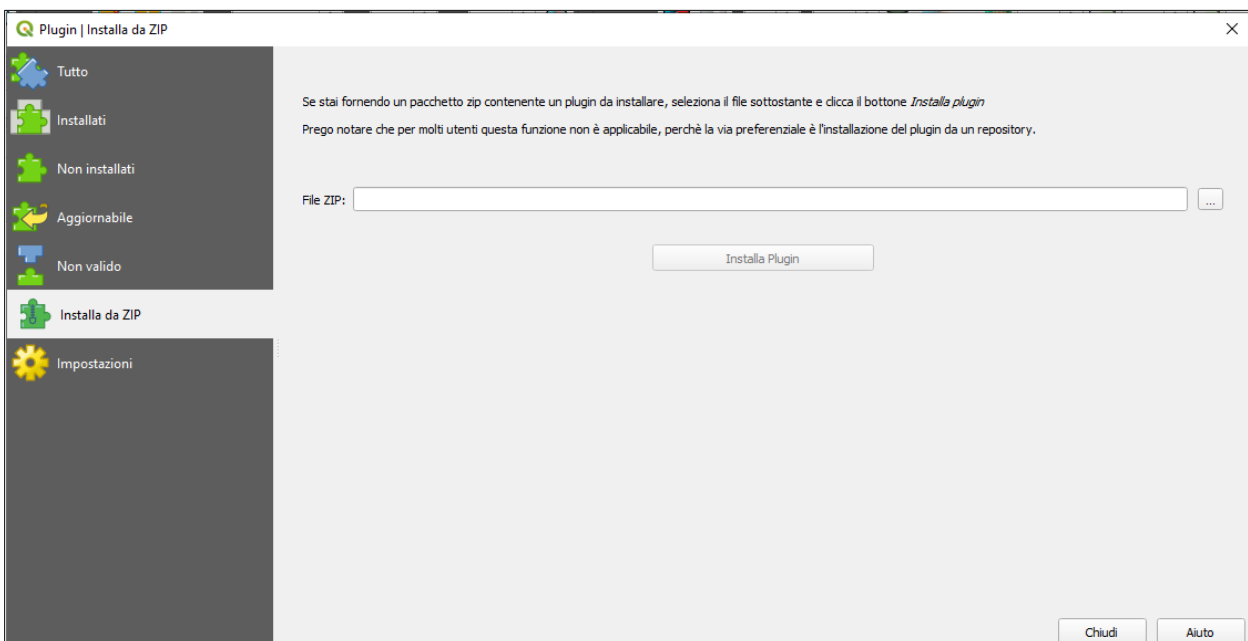 Plugin | Installa da ZIP
Tutto
Installati
Non installati
Aggiornabile
Non valido
Installa da ZIP
Impostazioni
Se stai fornendo un pacchetto zip contenente un plugin da installare, seleziona il file sottostante e clicca il bottone Installa plugin
Prego notare che per molti utenti questa funzione non è applicabile, perchè la via preferenziale è l'installazione del plugin da un repository.
File ZIP:
...
Installa Plugin
Chiudi
Aiuto